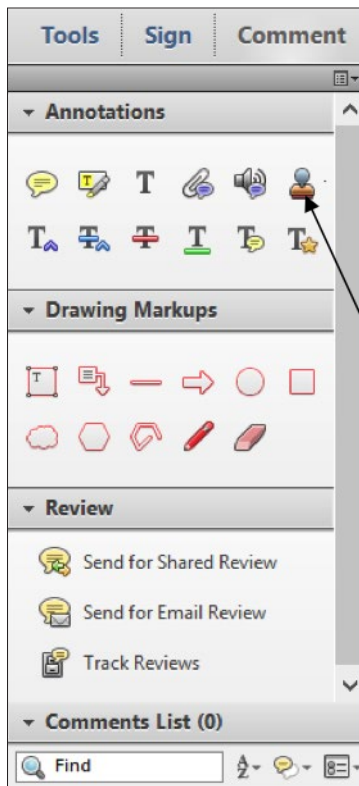 Tools Sign Comment
Annotations
T T
T T T T T T
Drawing Markups
T
Review
Send for Shared Review
Send for Email Review
Track Reviews
Comments List (0)
Find A Z